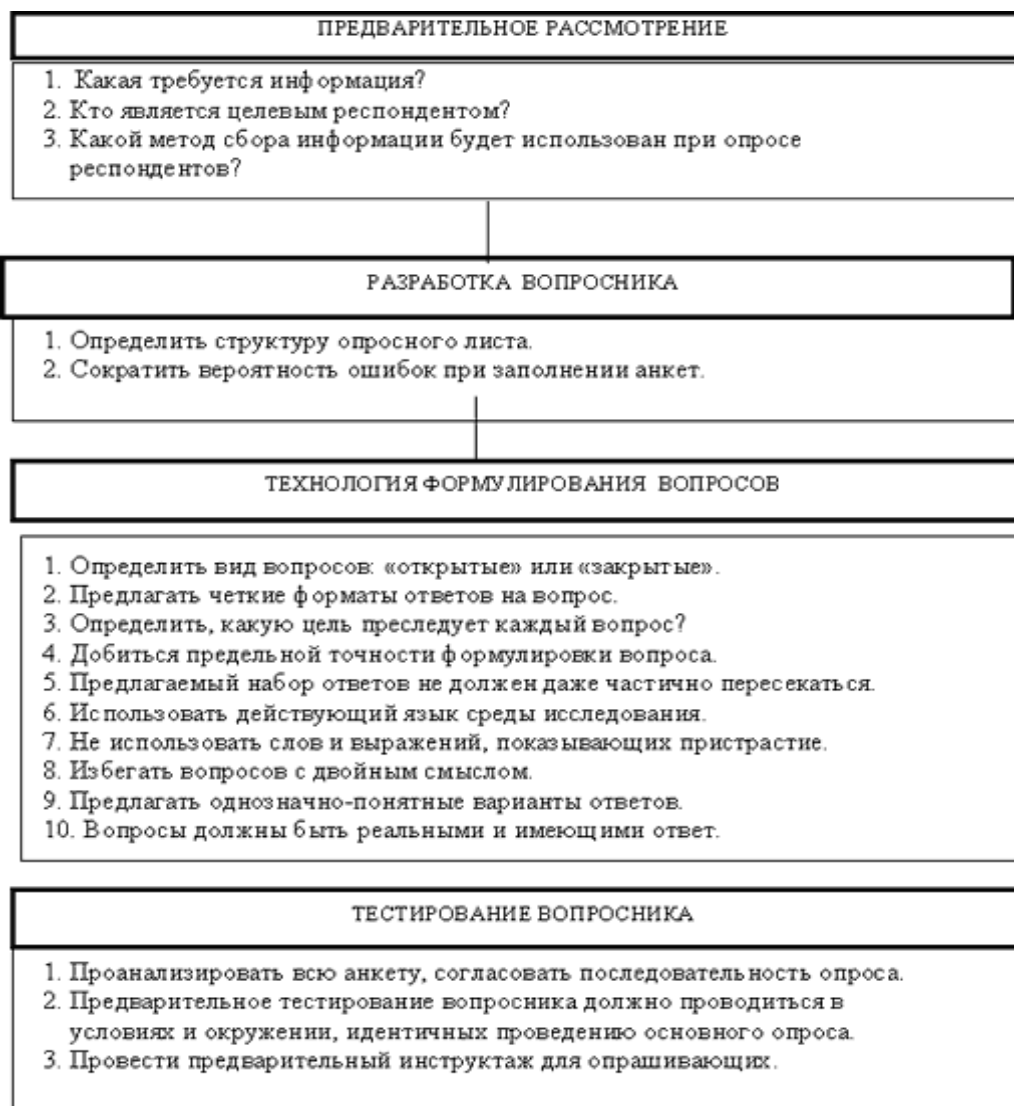 ПРЕДВАРИТЕЛЬНОЕ РАССМОТРЕНИЕ
1. Какая требуется информация?
2. Кто является целевым респондентом?
3. Какой метод сбора информации будет использован при опросе
респондентов?
РАЗРАБОТКА ВОПРОСНИКА
1. Определить структуру опросного листа.
2. Сократить вероятность ошибок при заполнении анкет.
ТЕХНОЛОГИЯ ФОРМУЛИРОВАНИЯ ВОПРОСОВ
1. Определить вид вопросов: «открытые» или «закрытые».
2. Предлагать четкие форматы ответов на вопрос.
3. Определить, какую цель преследует каждый вопрос?
4. Добиться предельной точности формулировки вопроса.
5. Предлагаемый набор ответов не должен даже частично пересекаться.
6. Использовать действующий язык среды исследования.
7. Не использовать слов и выражений, показывающих пристрастие.
8. Избегать вопросов с двойным смыслом.
9. Предлагать однозначно-понятные варианты ответов.
10. Вопросы должны быть реальными и имеющими ответ.
ТЕСТИРОВАНИЕ ВОПРОСНИКА
1. Проанализировать всю анкету, согласовать последовательность опроса.
2. Предварительное тестирование вопросника должно проводиться в
условиях и окружении, идентичных проведению основного опроса.
3. Провести предварительный инструктаж для опрашивающих.